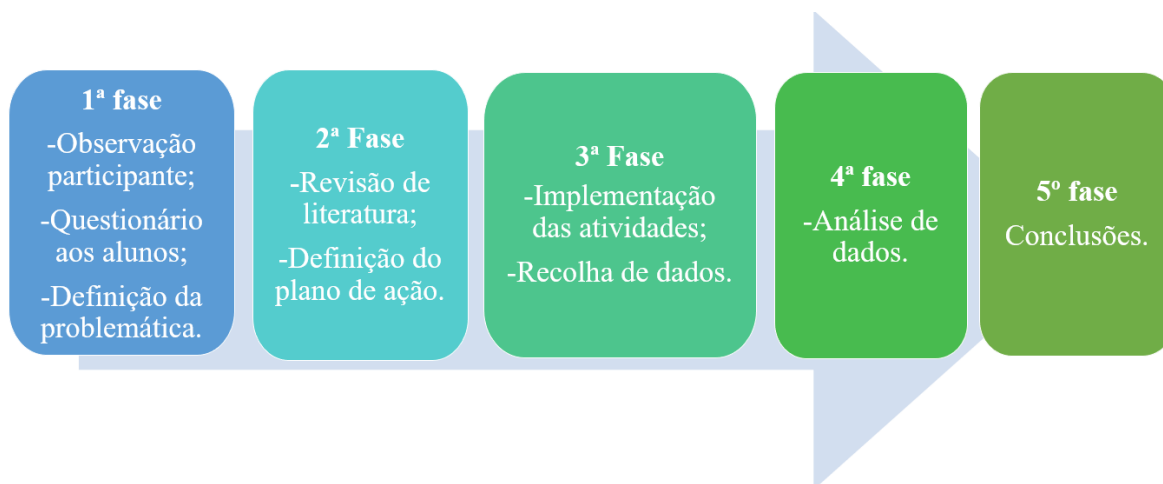 1ª fase
-Observação
participante;
-Questionário
aos alunos;
-Definição da
problemática.
2ª Fase
-Revisão de
literatura;
-Definição do
plano de ação.
3ª Fase
-Implementação
das atividades;
-Recolha de dados.
4ª fase
-Análise de
dados.
5º fase
Conclusões.